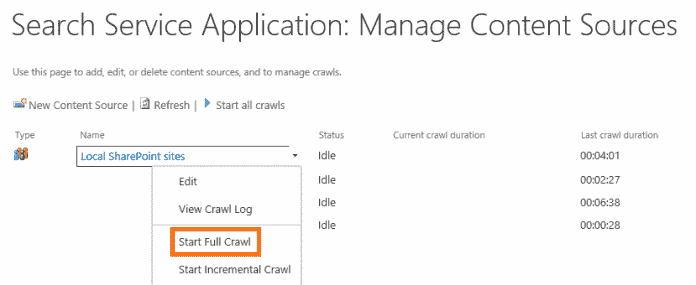 Search Service Application: Manage Content Sources
Use this page to add, edit, or delete content sources, and to manage crawls.
New Content Source | Refresh | Start all crawls
Type Name Status Current crawl duration Last crawl duration
Local SharePoint sites Idle 00:04:01
Edit Idle 00:02:27
View Crawl Log Idle 00:06:38
Idle 00:00:28
Start Full Crawl
Start Incremental Crawl